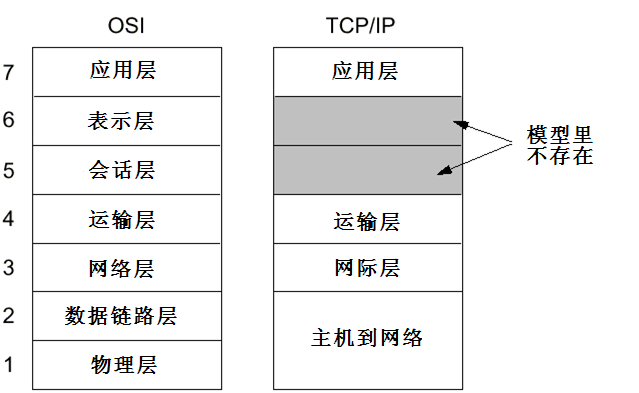 OSI
TCP/IP
7
应用层
应用层
6
表示层
模型里
不存在
5
会话层
4
运输层
运输层
3
网络层
网际层
2
数据链路层
主机到网络
1
物理层